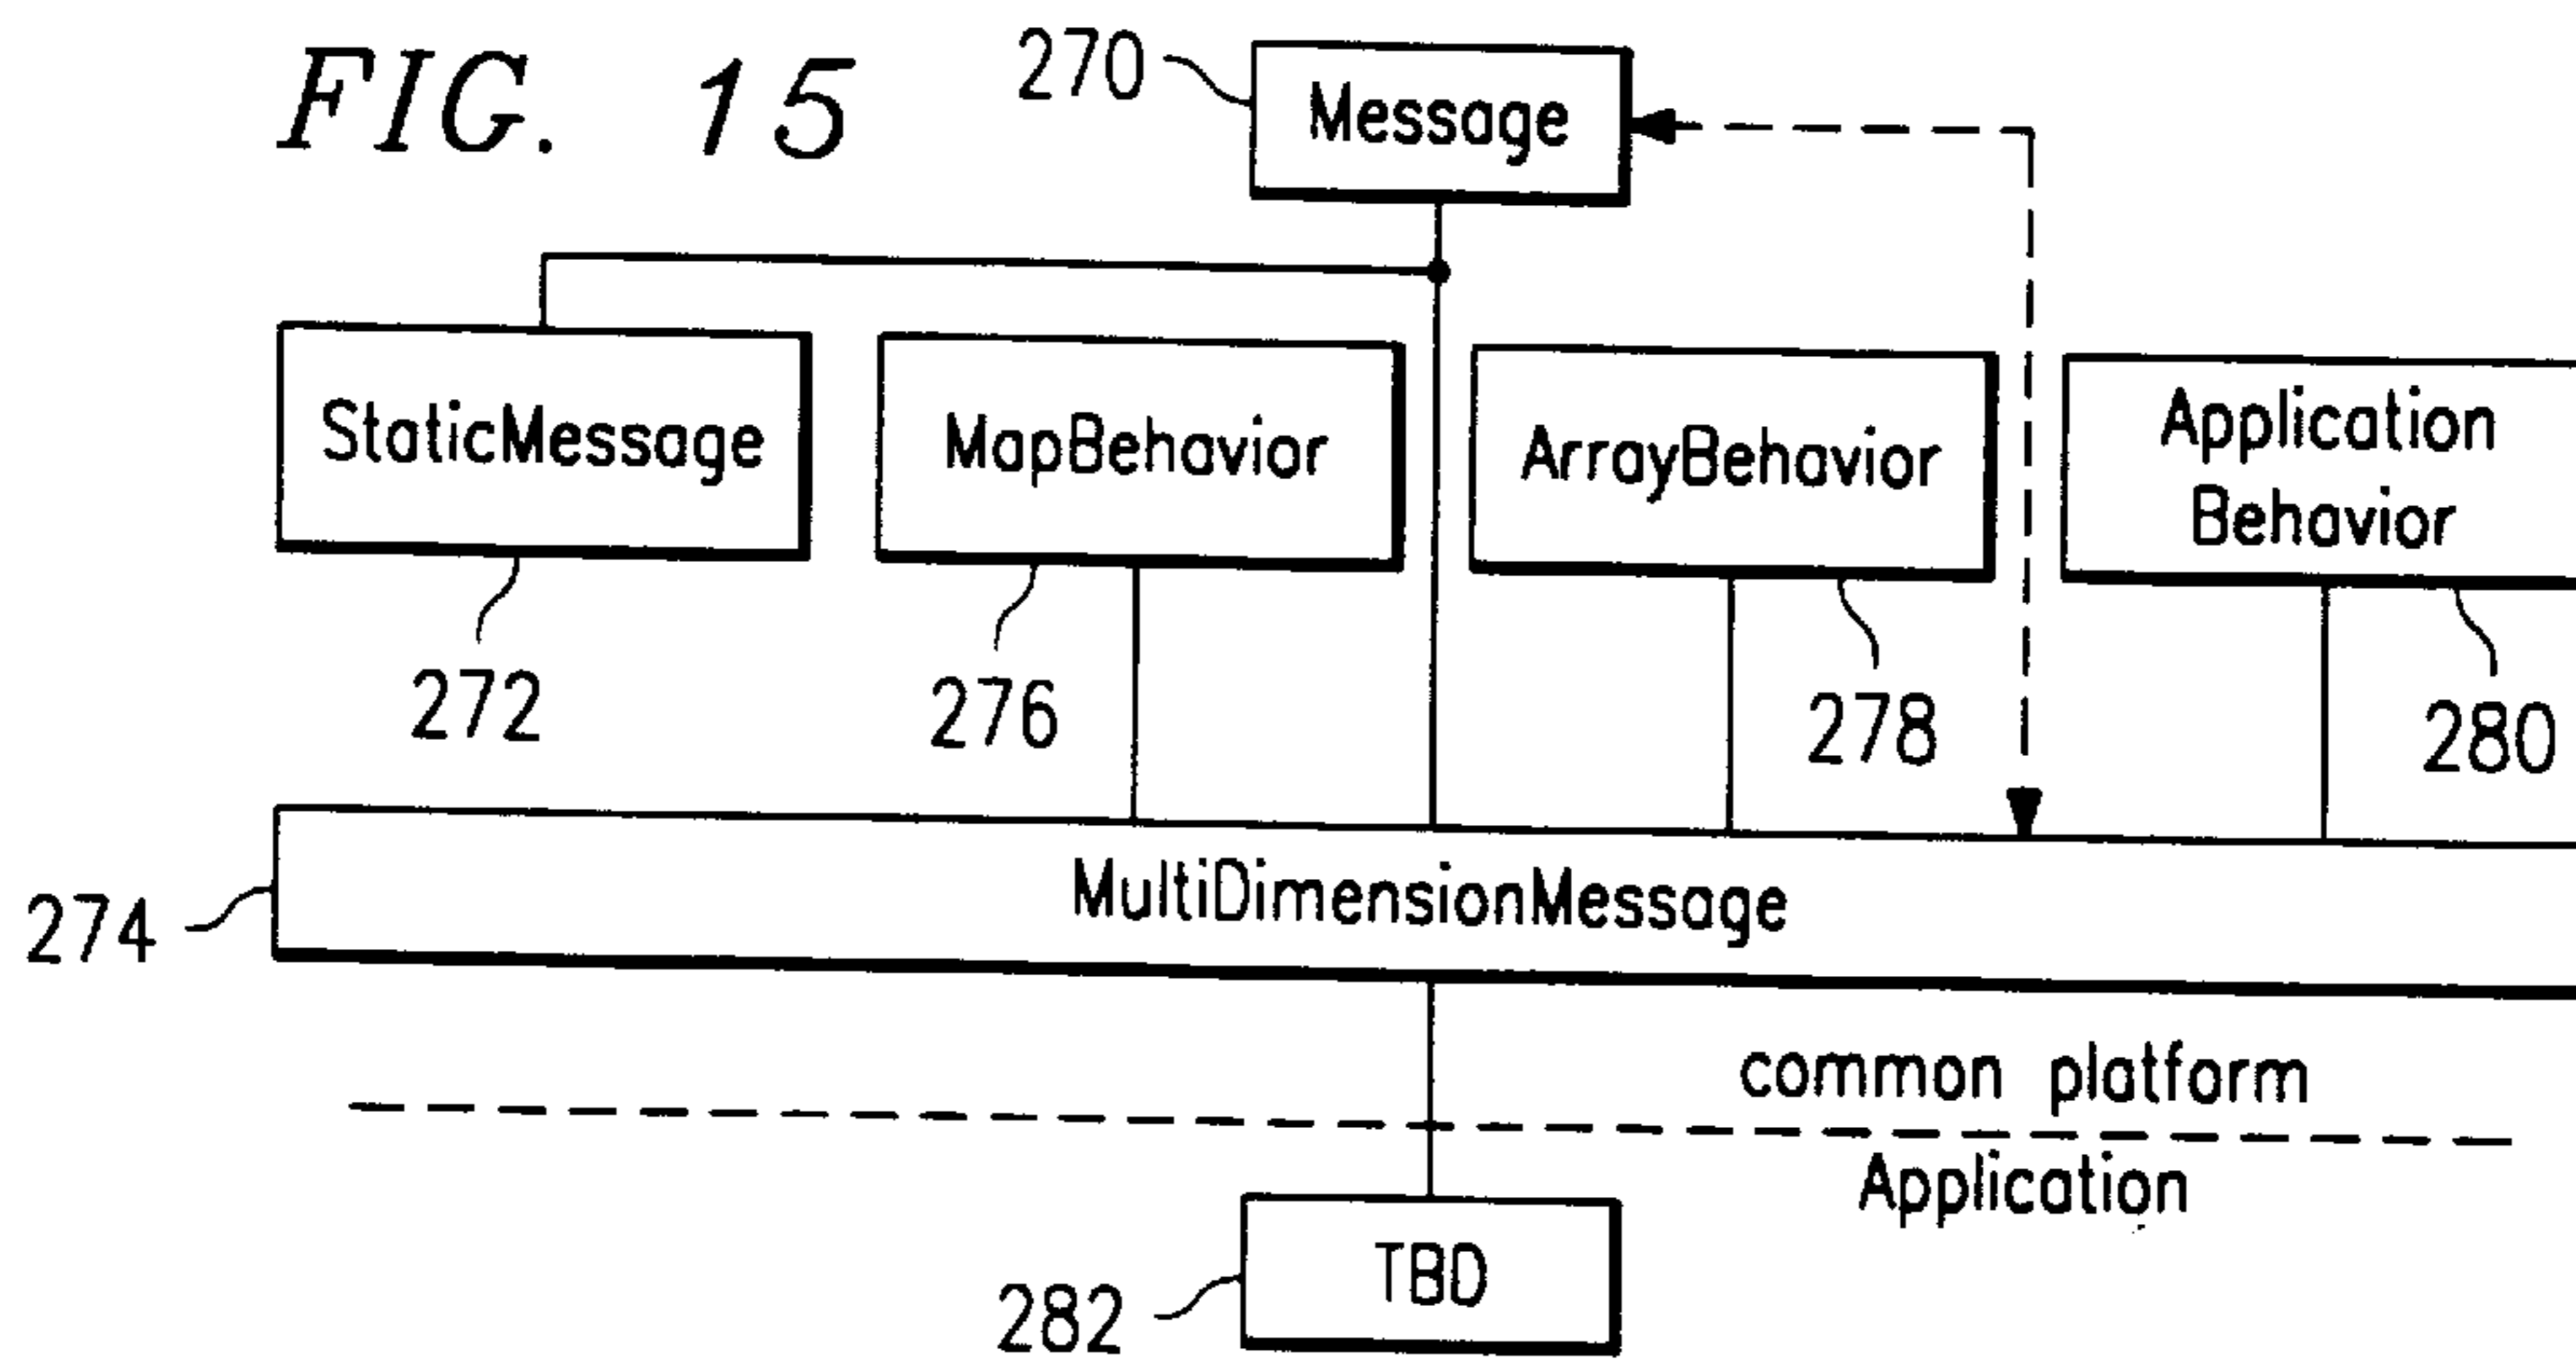 FIG. 15
270
Message
StaticMessage
MapBehavior
ArrayBehavior
Application
Behavior
272
276
278
280
274
MultiDimensionMessage
common platform
Application
TBD
282